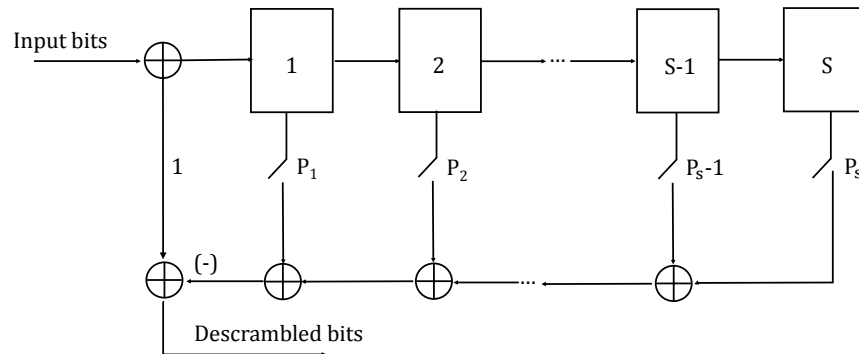 Input bits
1 2 ... S-1 S
1 P₁ P₂ Pₛ-1 Pₛ
(-) ...
Descrambled bits